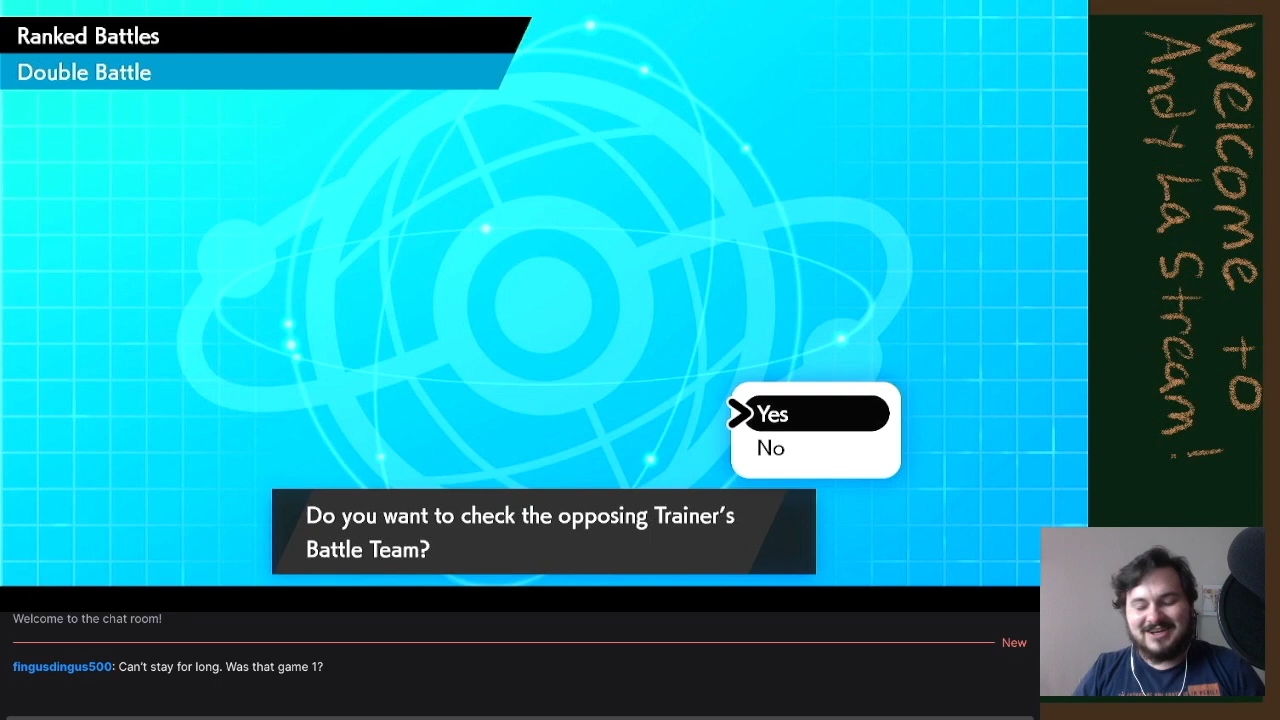 Ranked Battles
Double Battle
Yes
No
Do you want to check the opposing Trainer's
Battle Team?
Welcome to
Andy La Stream!
Welcome to the chat room!
New
fingusdingus500: Can't stay for long. Was that game 1?